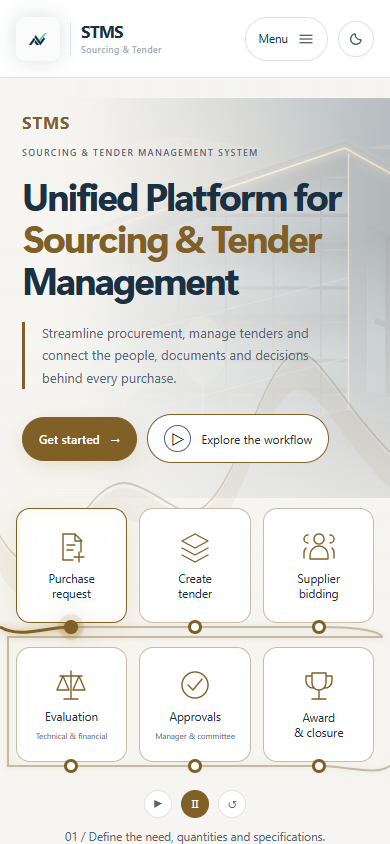 STMS
Sourcing & Tender
Menu
STMS
SOURCING & TENDER MANAGEMENT SYSTEM
Unified Platform for
Sourcing & Tender
Management
Streamline procurement, manage tenders and
connect the people, documents and decisions
behind every purchase.
Get started →
Explore the workflow
Purchase
request
Create
tender
Supplier
bidding
Evaluation
Technical & financial
Approvals
Manager & committee
Award
& closure
01 / Define the need, quantities and specifications.